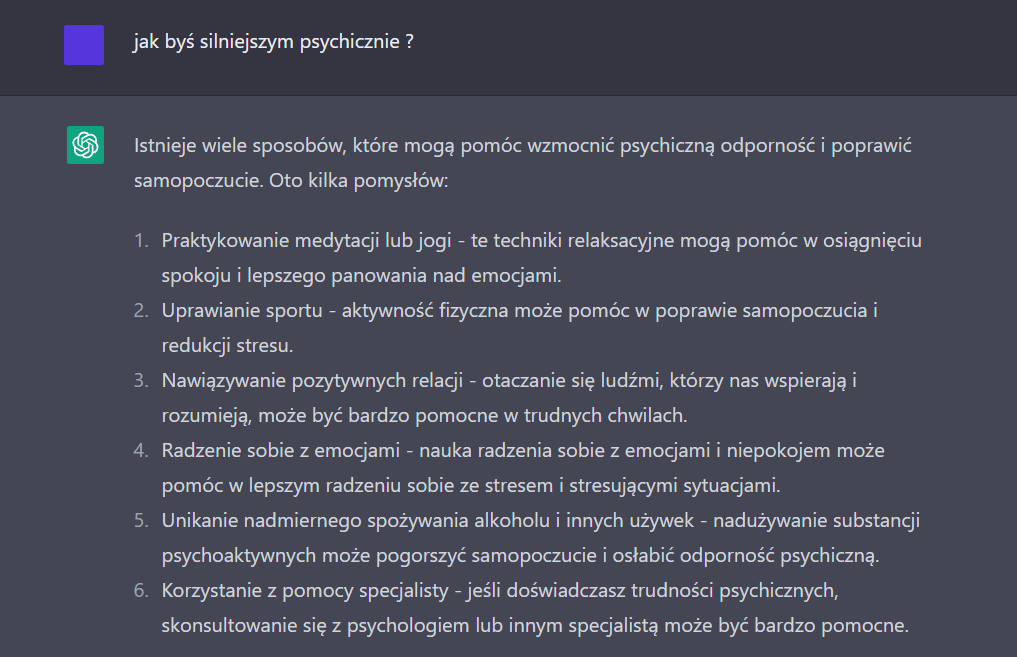 jak byś silniejszym psychicznie ?
Istnieje wiele sposobów, które mogą pomóc wzmocnić psychiczną odporność i poprawić
samopoczucie. Oto kilka pomysłów:
1. Praktykowanie medytacji lub jogi - te techniki relaksacyjne mogą pomóc w osiągnięciu
spokoju i lepszego panowania nad emocjami.
2. Uprawianie sportu - aktywność fizyczna może pomóc w poprawie samopoczucia i
redukcji stresu.
3. Nawiązywanie pozytywnych relacji - otaczanie się ludźmi, którzy nas wspierają i
rozumieją, może być bardzo pomocne w trudnych chwilach.
4. Radzenie sobie z emocjami - nauka radzenia sobie z emocjami i niepokojem może
pomóc w lepszym radzeniu sobie ze stresem i stresującymi sytuacjami.
5. Unikanie nadmiernego spożywania alkoholu i innych używek - nadużywanie substancji
psychoaktywnych może pogorszyć samopoczucie i osłabić odporność psychiczną.
6. Korzystanie z pomocy specjalisty - jeśli doświadczasz trudności psychicznych,
skonsultowanie się z psychologiem lub innym specjalistą może być bardzo pomocne.